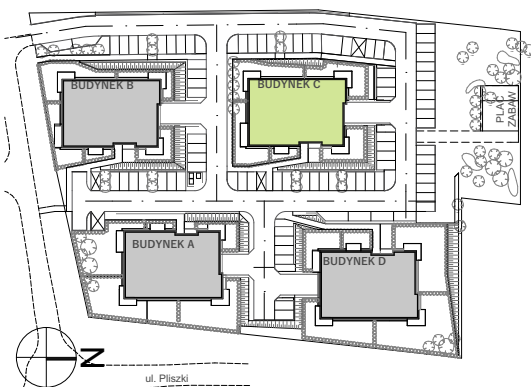 BUDYNEK B
BUDYNEK C
PLAC
ZABAW
BUDYNEK A
BUDYNEK D
N
ul. Pliszki